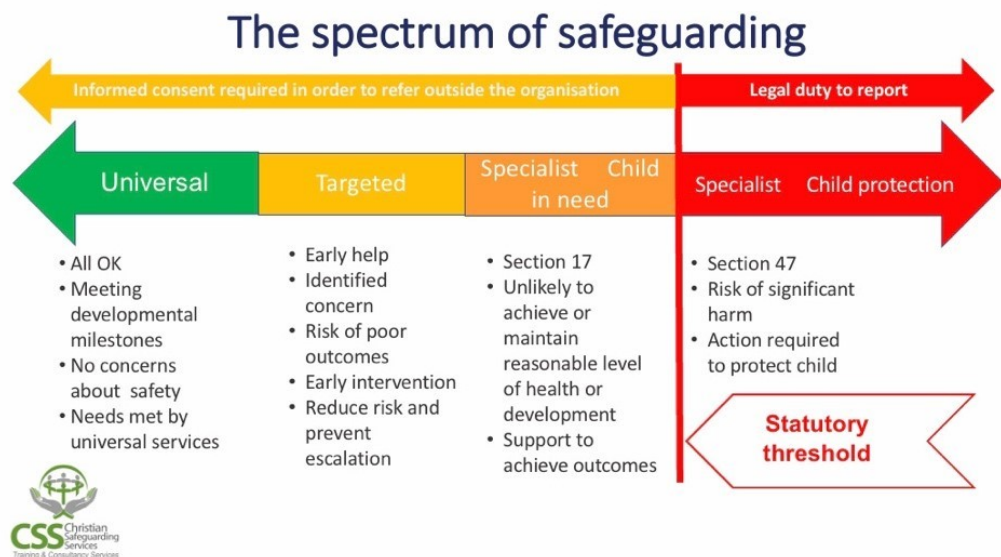 The spectrum of safeguarding
Informed consent required in order to refer outside the organisation
Legal duty to report
Universal
Targeted
Specialist Child
in need
Specialist Child protection
• All OK
• Meeting
developmental
milestones
• No concerns
about safety
• Needs met by
universal services
• Early help
• Identified
concern
• Risk of poor
outcomes
• Early intervention
• Reduce risk and
prevent
escalation
• Section 17
• Unlikely to
achieve or
maintain
reasonable level
of health or
development
• Support to
achieve outcomes
• Section 47
• Risk of significant
harm
• Action required
to protect child
Statutory
threshold
CSS
Christian
Safeguarding
Services
Training & Consultancy Services